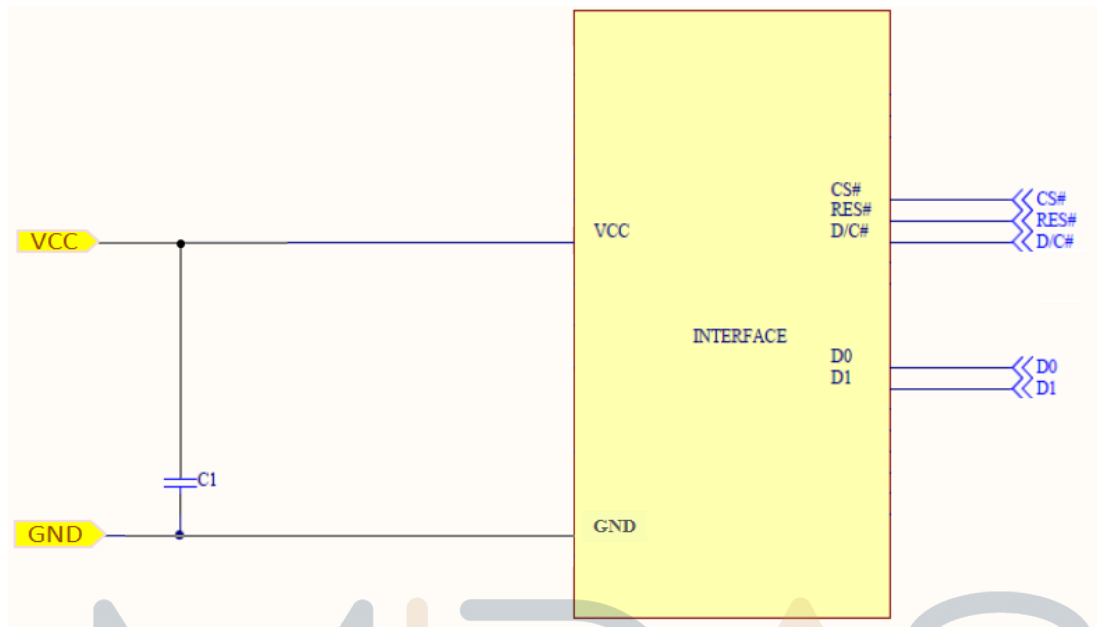 CS#
CS#
RES#
RES#
VCC
VCC
D/C#
D/C#
INTERFACE
D0
D0
D1
D1
C1
GND
GND